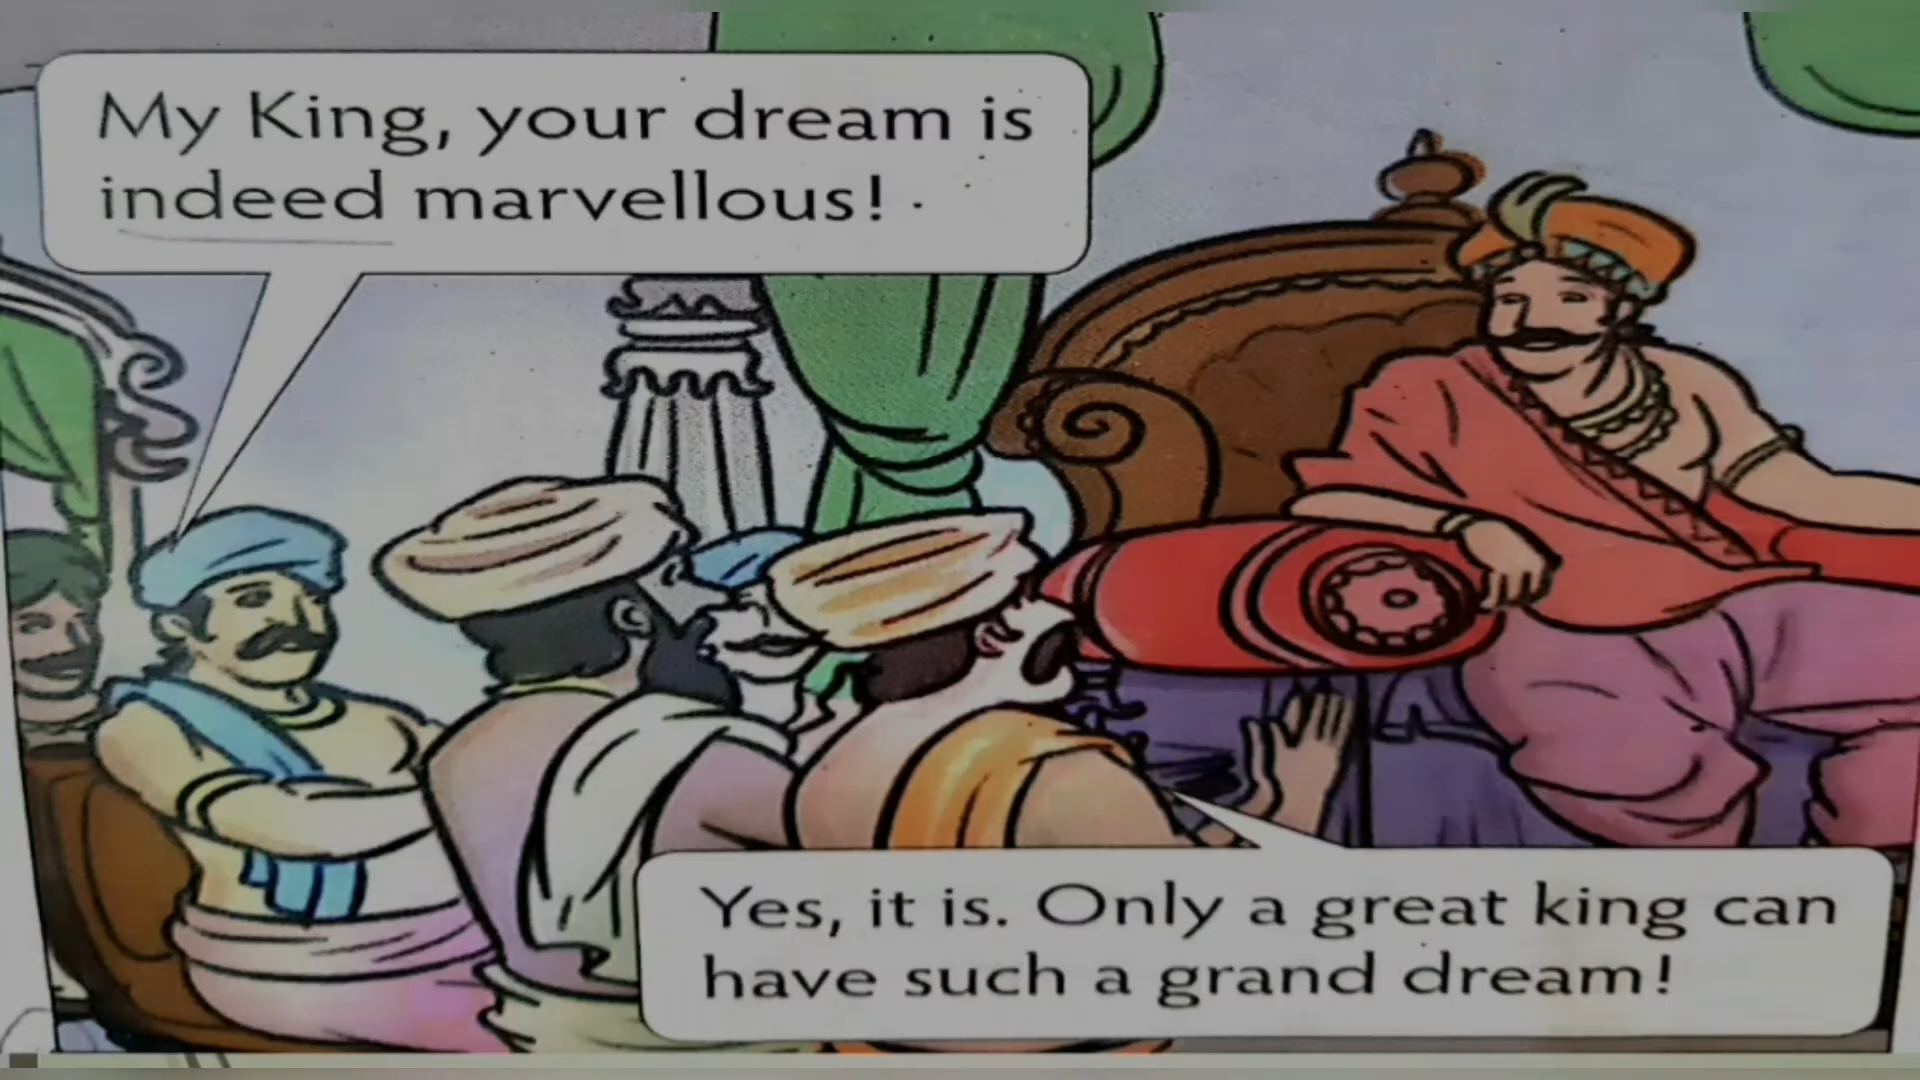 My King, your dream is
indeed marvellous!
Yes, it is. Only a great king can
have such a grand dream!